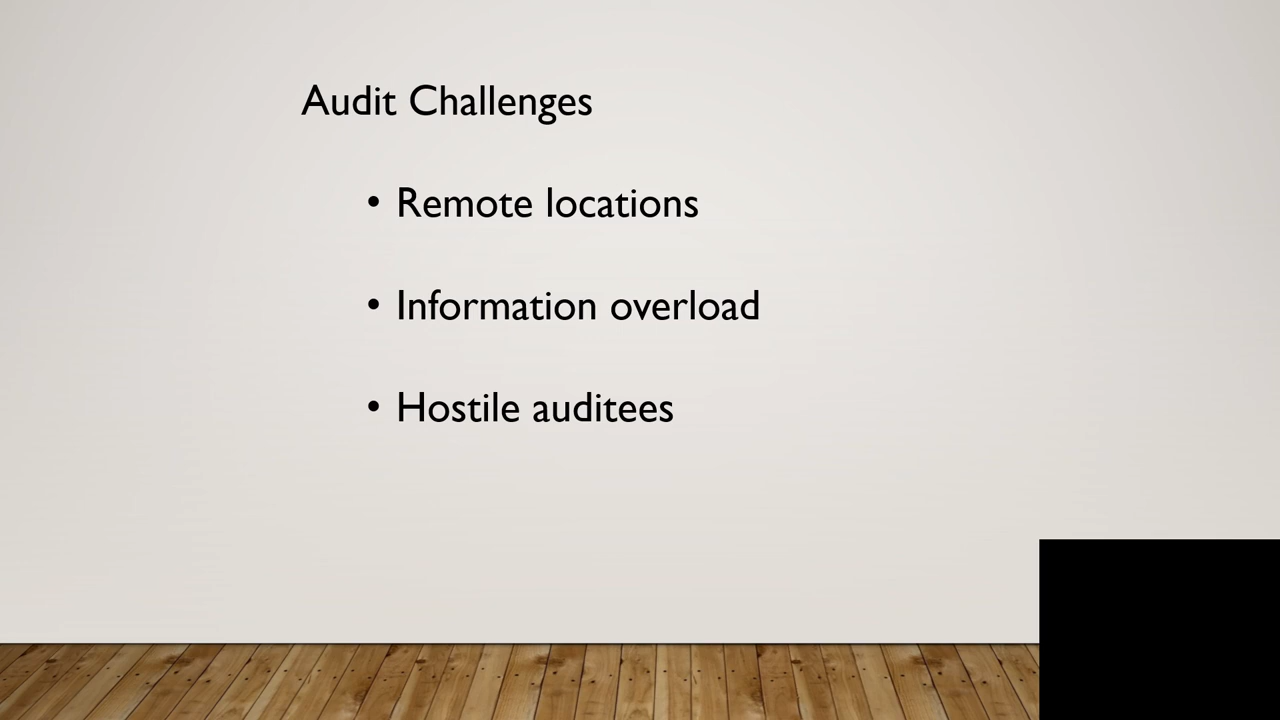 Audit Challenges
• Remote locations
• Information overload
• Hostile auditees